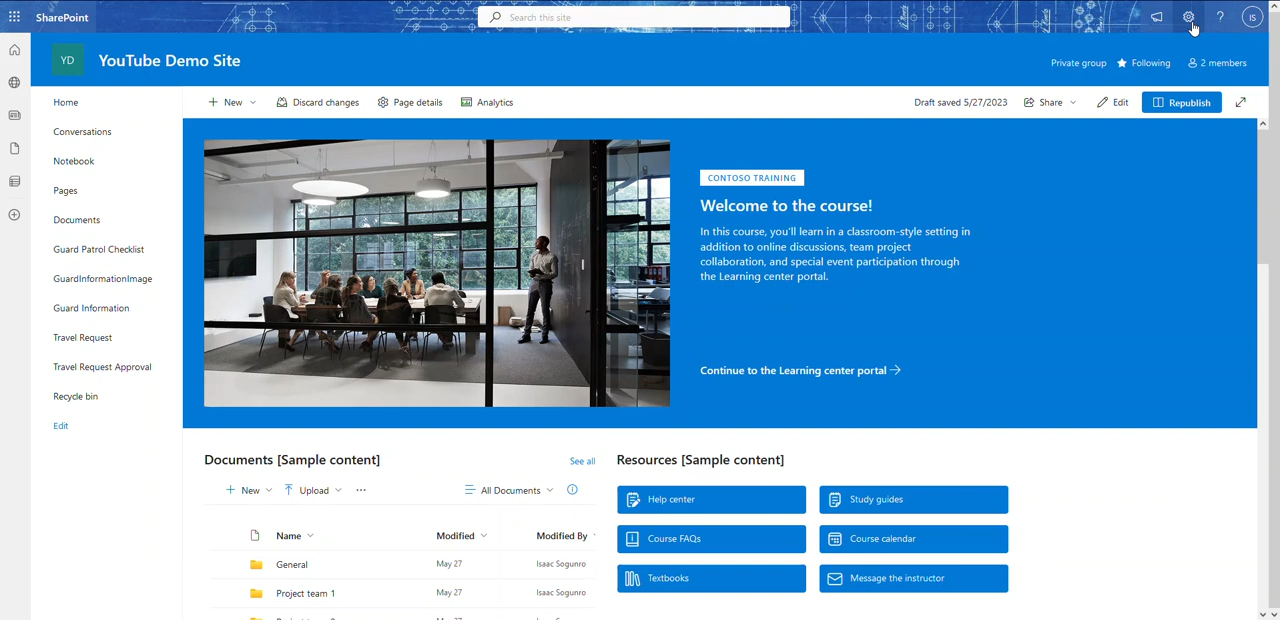 SharePoint
Search this site
?
IS
YD
YouTube Demo Site
Private group
Following
2 members
Home
Conversations
Notebook
Pages
Documents
Guard Patrol Checklist
GuardInformationImage
Guard Information
Travel Request
Travel Request Approval
Recycle bin
Edit
New
Discard changes
Page details
Analytics
Draft saved 5/27/2023
Share
Edit
Republish
CONTOSO TRAINING
Welcome to the course!
In this course, you'll learn in a classroom-style setting in
addition to online discussions, team project
collaboration, and special event participation through
the Learning center portal.
Continue to the Learning center portal
Documents [Sample content]
See all
New
Upload
All Documents
Name
Modified
Modified By
General
May 27
Isaac Sogunro
Project team 1
May 27
Isaac Sogunro
Resources [Sample content]
Help center
Study guides
Course FAQs
Course calendar
Textbooks
Message the instructor